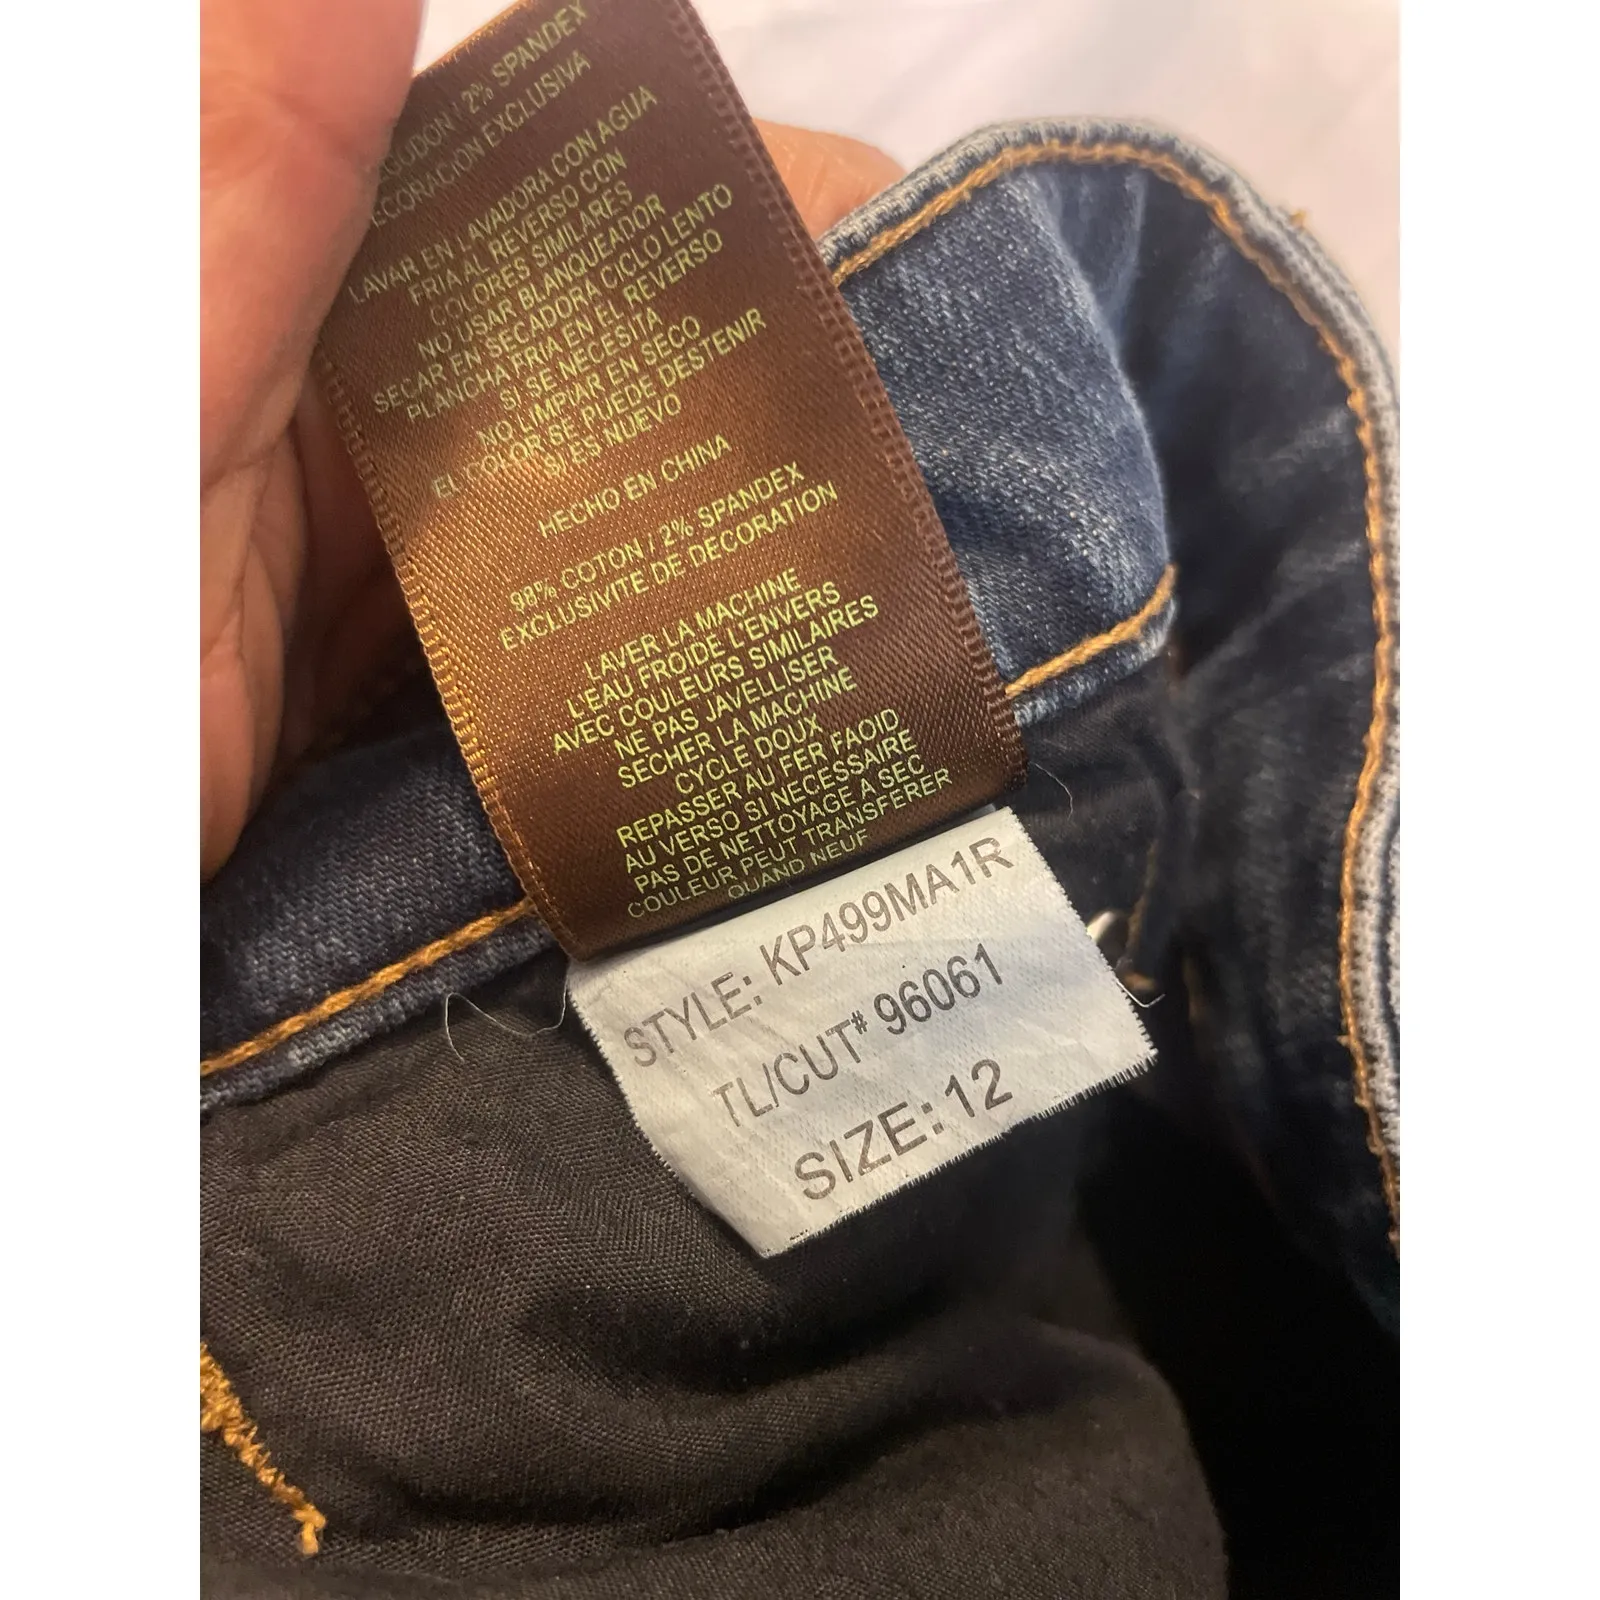 2% SPANDEX
EXCLUSIVA
LAVAR EN LAVADORA CON AGUA
FRIA AL REVERSO CON
COLORES SIMILARES
NO USAR BLANQUEADOR
SECAR EN SECADORA CICLO LENTO
PLANCHA FRIA EN EL REVERSO
SI SE NECESITA
NO LIMPIAR EN SECO
EL COLOR SE PUEDE DESTENIR
SI ES NUEVO
HECHO EN CHINA
98% COTON / 2% SPANDEX
EXCLUSIVITE DE DECORATION
LAVER LA MACHINE
L'EAU FROIDE L'ENVERS
AVEC COULEURS SIMILAIRES
NE PAS JAVELLISER
SECHER LA MACHINE
CYCLE DOUX
REPASSER AU FER FAOID
AU VERSO SI NECESSAIRE
PAS DE NETTOYAGE A SEC
COULEUR PEUT TRANSFERER
QUAND NEUF
STYLE: KP499MA1R
TL/CUT# 96061
SIZE: 12